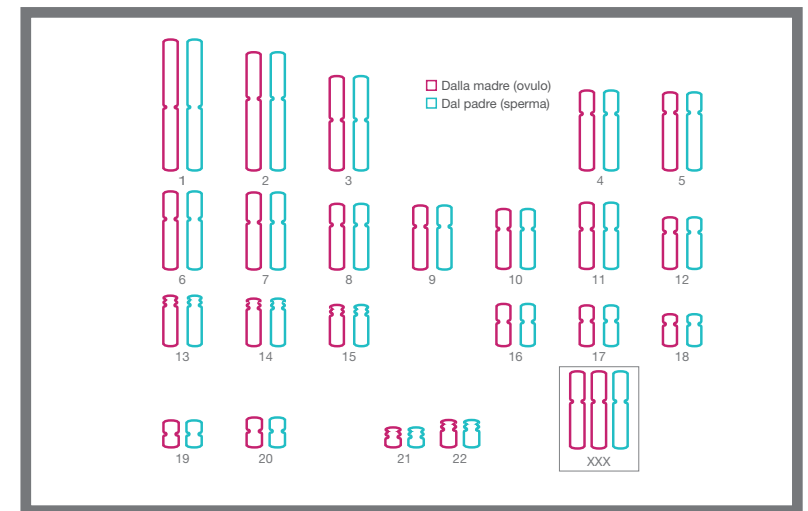 Dalla madre (ovulo)
Dal padre (sperma)
1 2 3 4 5
6 7 8 9 10 11 12
13 14 15 16 17 18
19 20 21 22 XXX